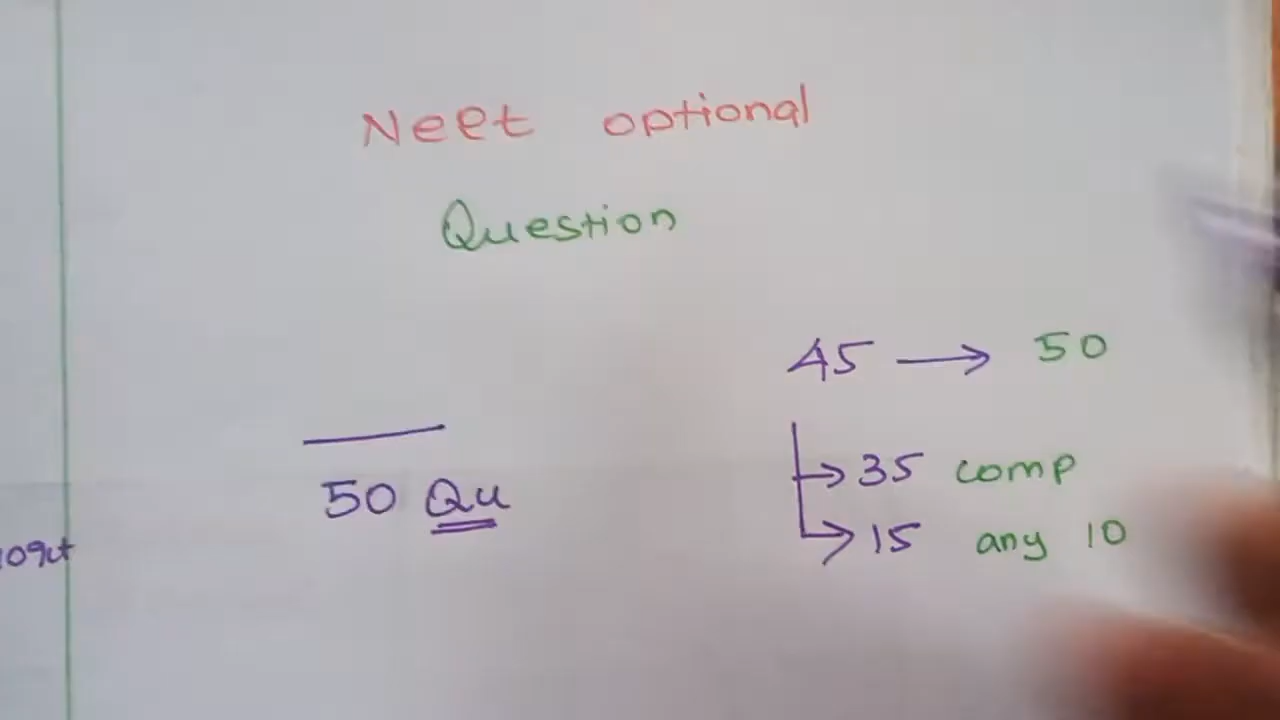 Neet optional
Question
45 → 50
50 Qu
→ 35 comp
→ 15 any 10